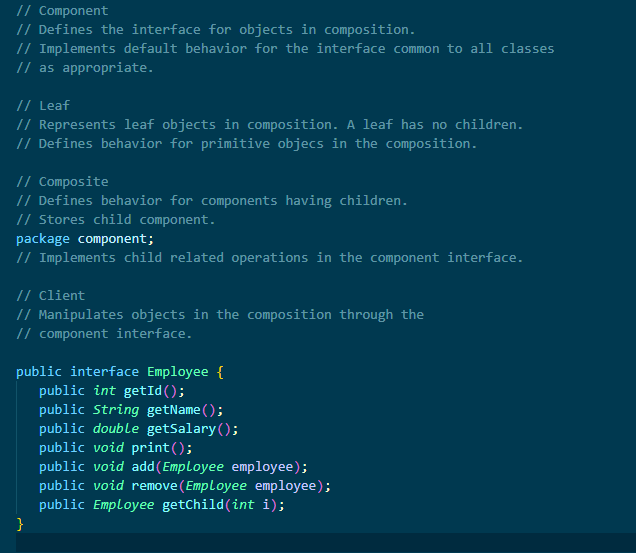 // Component
// Defines the interface for objects in composition.
// Implements default behavior for the interface common to all classes
// as appropriate.
// Leaf
// Represents leaf objects in composition. A leaf has no children.
// Defines behavior for primitive objecs in the composition.
// Composite
// Defines behavior for components having children.
// Stores child component.
package component;
// Implements child related operations in the component interface.
// Client
// Manipulates objects in the composition through the
// component interface.
public interface Employee {
public int getId();
public String getName();
public double getSalary();
public void print();
public void add(Employee employee);
public void remove(Employee employee);
public Employee getChild(int i);
}